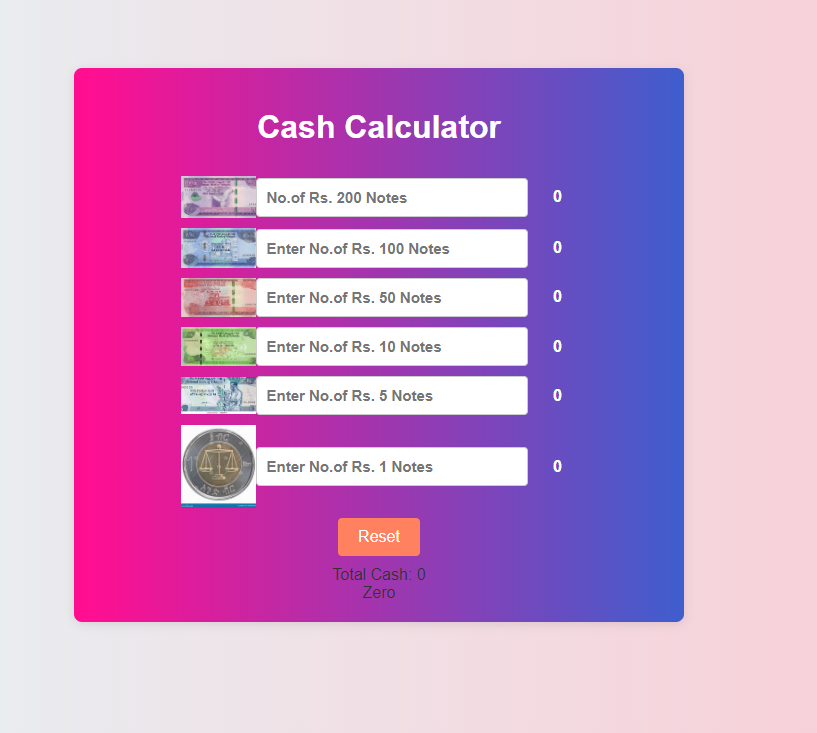 Cash Calculator
No.of Rs. 200 Notes 0
Enter No.of Rs. 100 Notes 0
Enter No.of Rs. 50 Notes 0
Enter No.of Rs. 10 Notes 0
Enter No.of Rs. 5 Notes 0
Enter No.of Rs. 1 Notes 0
Reset
Total Cash: 0
Zero